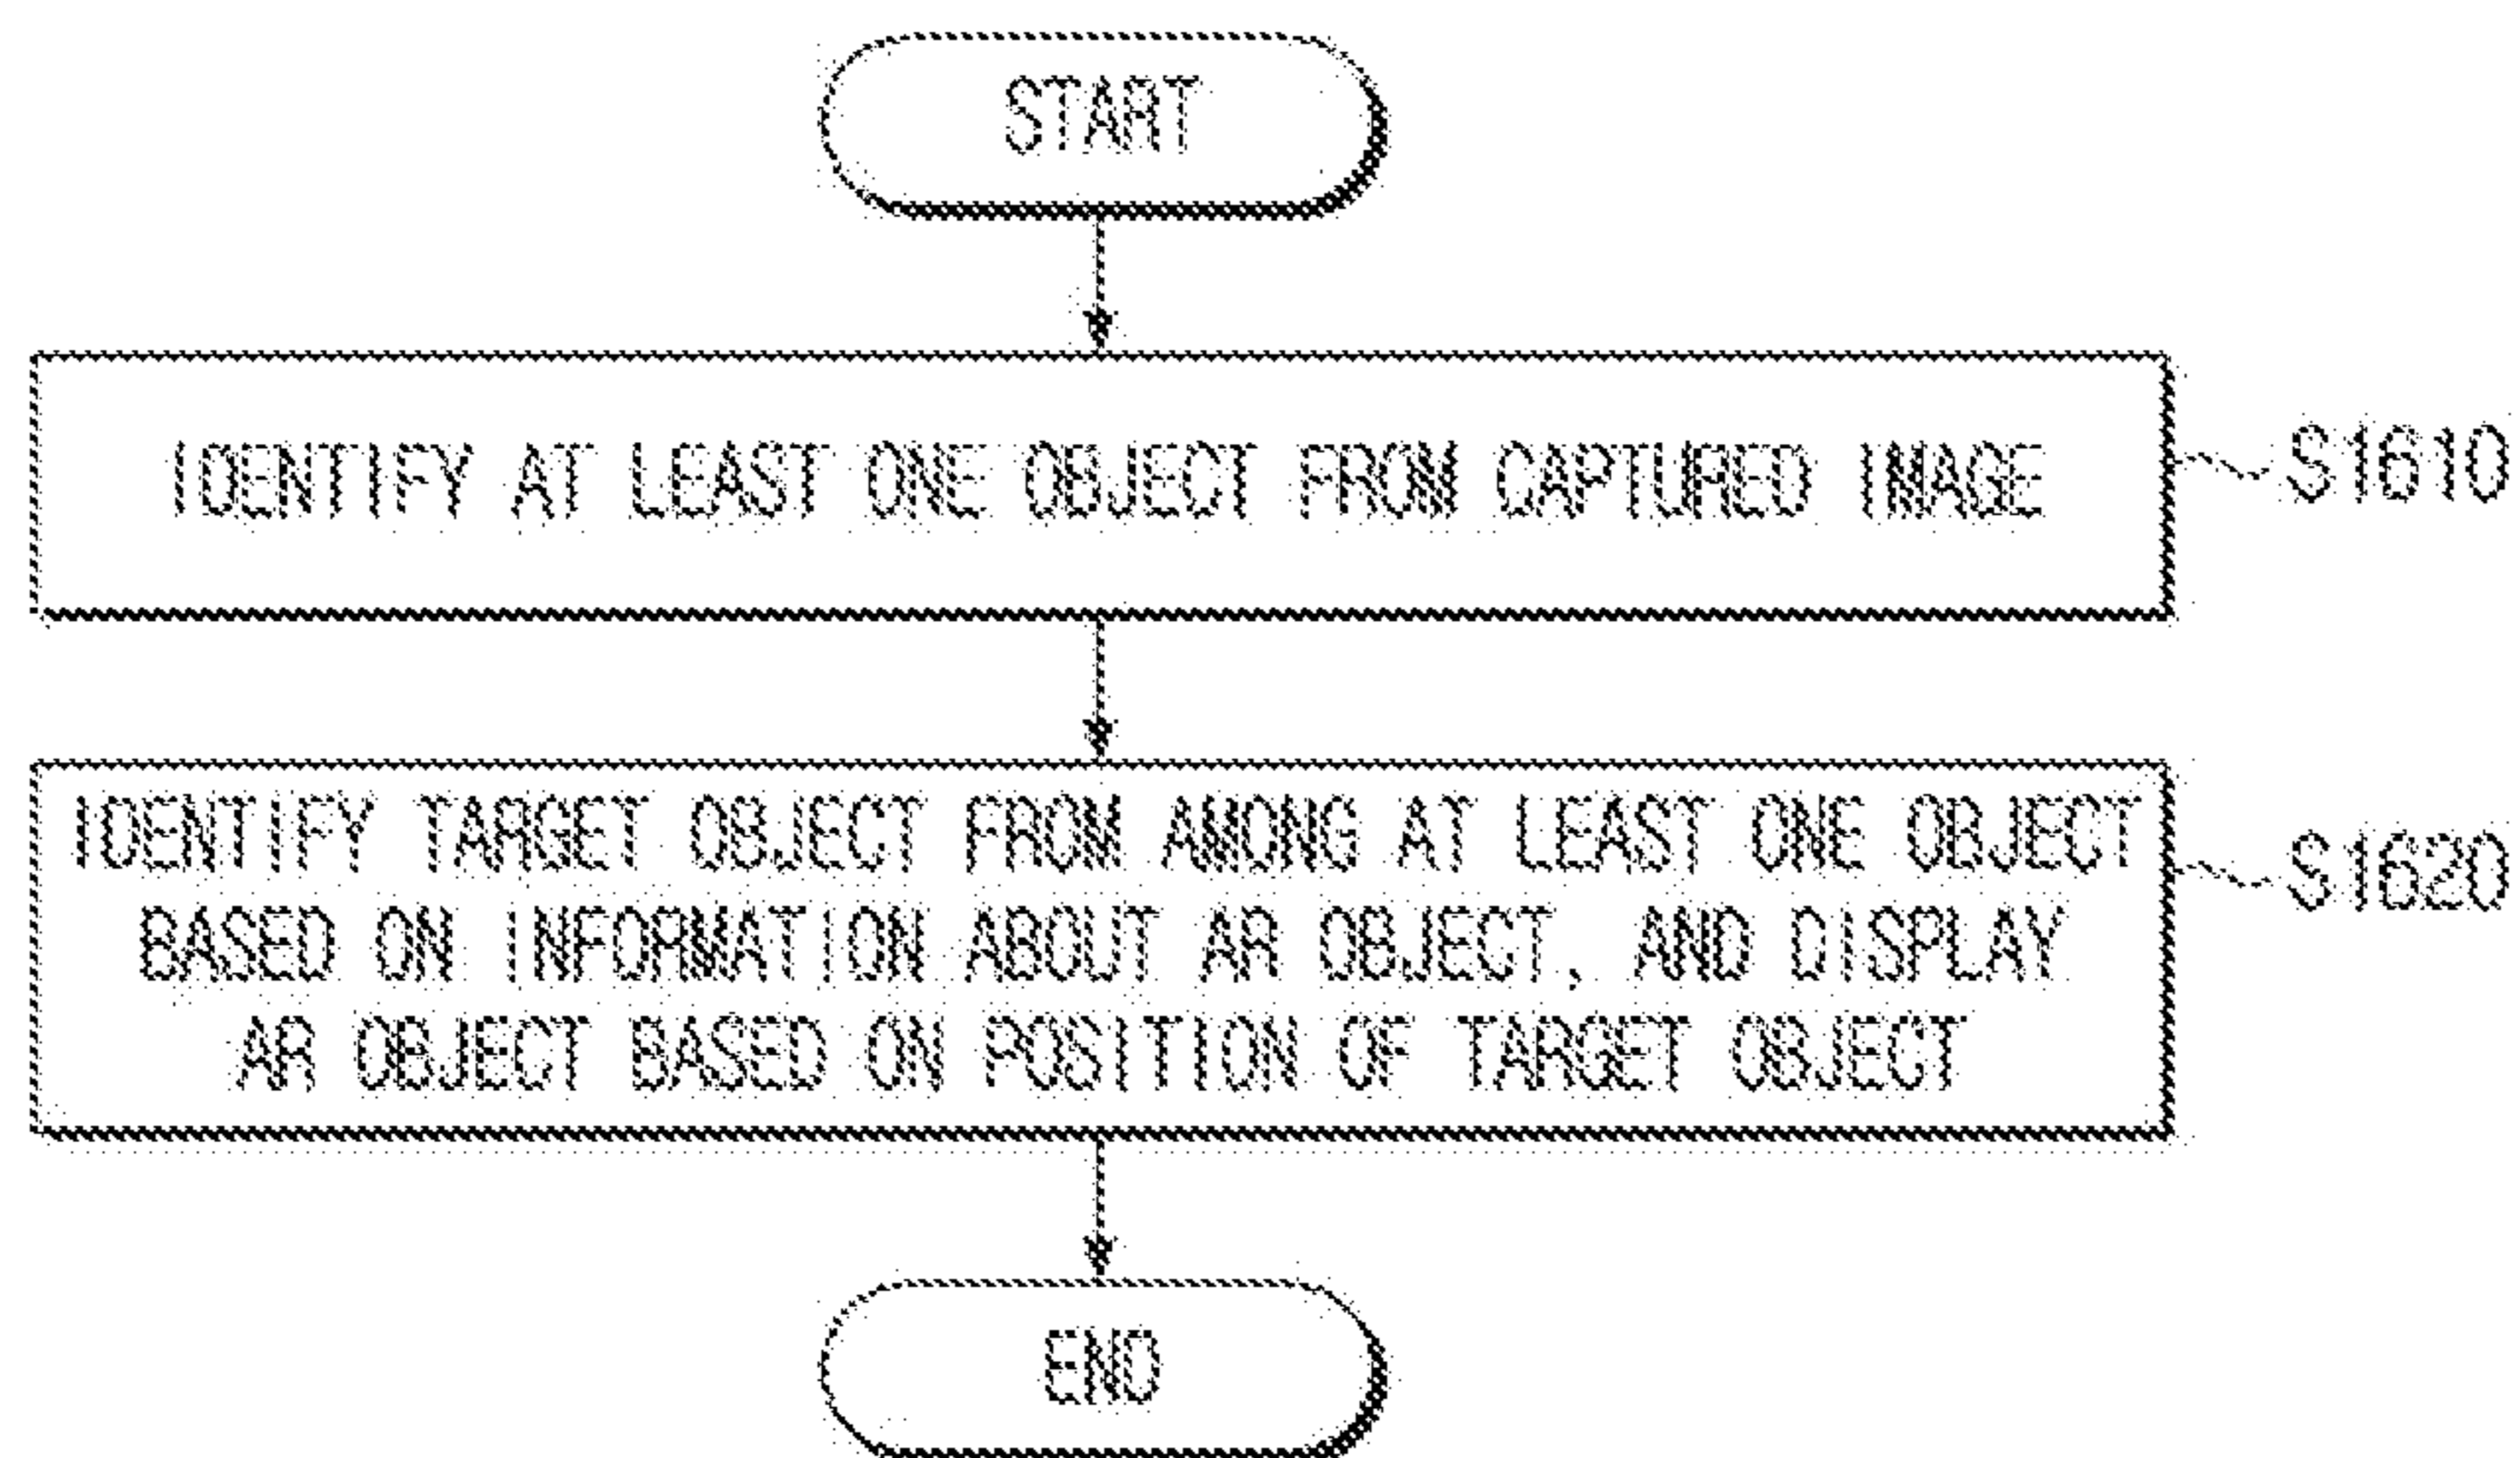 START
IDENTIFY AT LEAST ONE OBJECT FROM CAPTURED IMAGE
S1610
IDENTIFY TARGET OBJECT FROM AMONG AT LEAST ONE OBJECT
BASED ON INFORMATION ABOUT AR OBJECT, AND DISPLAY
AR OBJECT BASED ON POSITION OF TARGET OBJECT
S1620
END